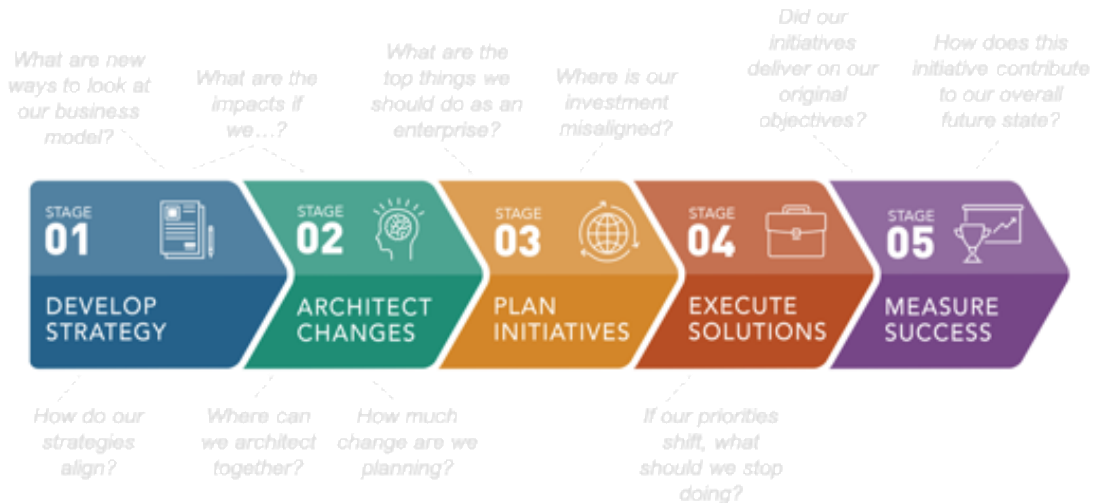 What are new
ways to look at
our business
model?
What are the
impacts if
we...?
What are the
top things we
should do as an
enterprise?
Where is our
investment
misaligned?
Did our
initiatives
deliver on our
original
objectives?
How does this
initiative contribute
to our overall
future state?
STAGE
01
DEVELOP
STRATEGY
STAGE
02
ARCHITECT
CHANGES
STAGE
03
PLAN
INITIATIVES
STAGE
04
EXECUTE
SOLUTIONS
STAGE
05
MEASURE
SUCCESS
How do our
strategies
align?
Where can
we architect
together?
How much
change are we
planning?
If our priorities
shift, what
should we stop
doing?